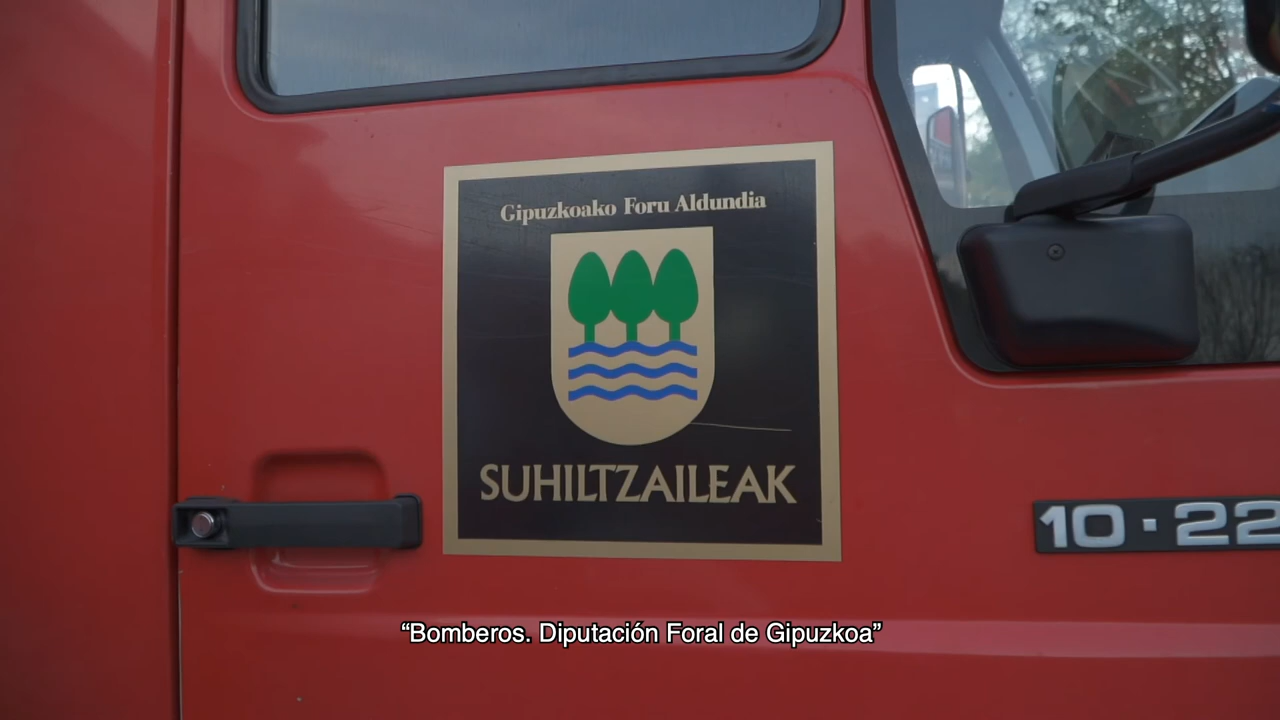 Gipuzkoako Foru Aldundia
SUHILTZAILEAK
10·22
“Bomberos. Diputación Foral de Gipuzkoa”